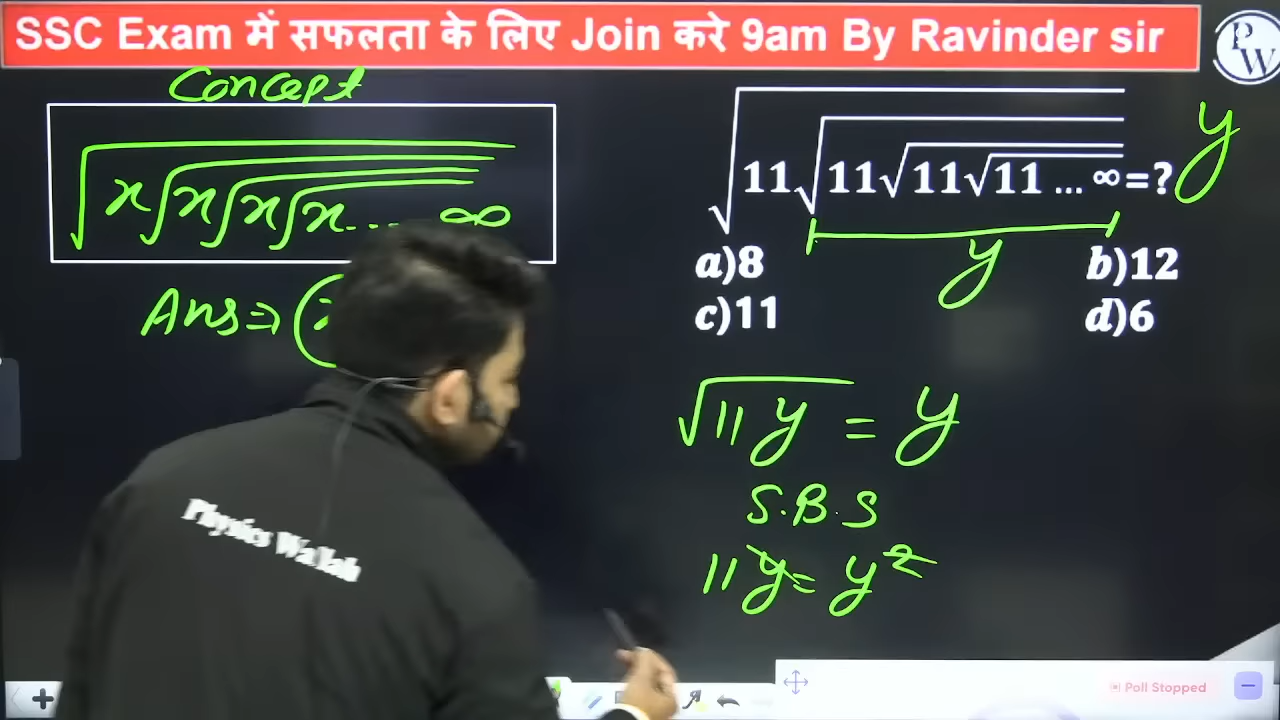 SSC Exam में सफलता के लिए Join करे 9am By Ravinder sir
PW
Concept
√x√x√x√x... ∞
Ans ⇒ (x
√11√11√11√11 ... ∞ = ? y
y
a)8 b)12
c)11 d)6
√11y = y
S.B.S
11y = y²
Physics Wallah
Poll Stopped